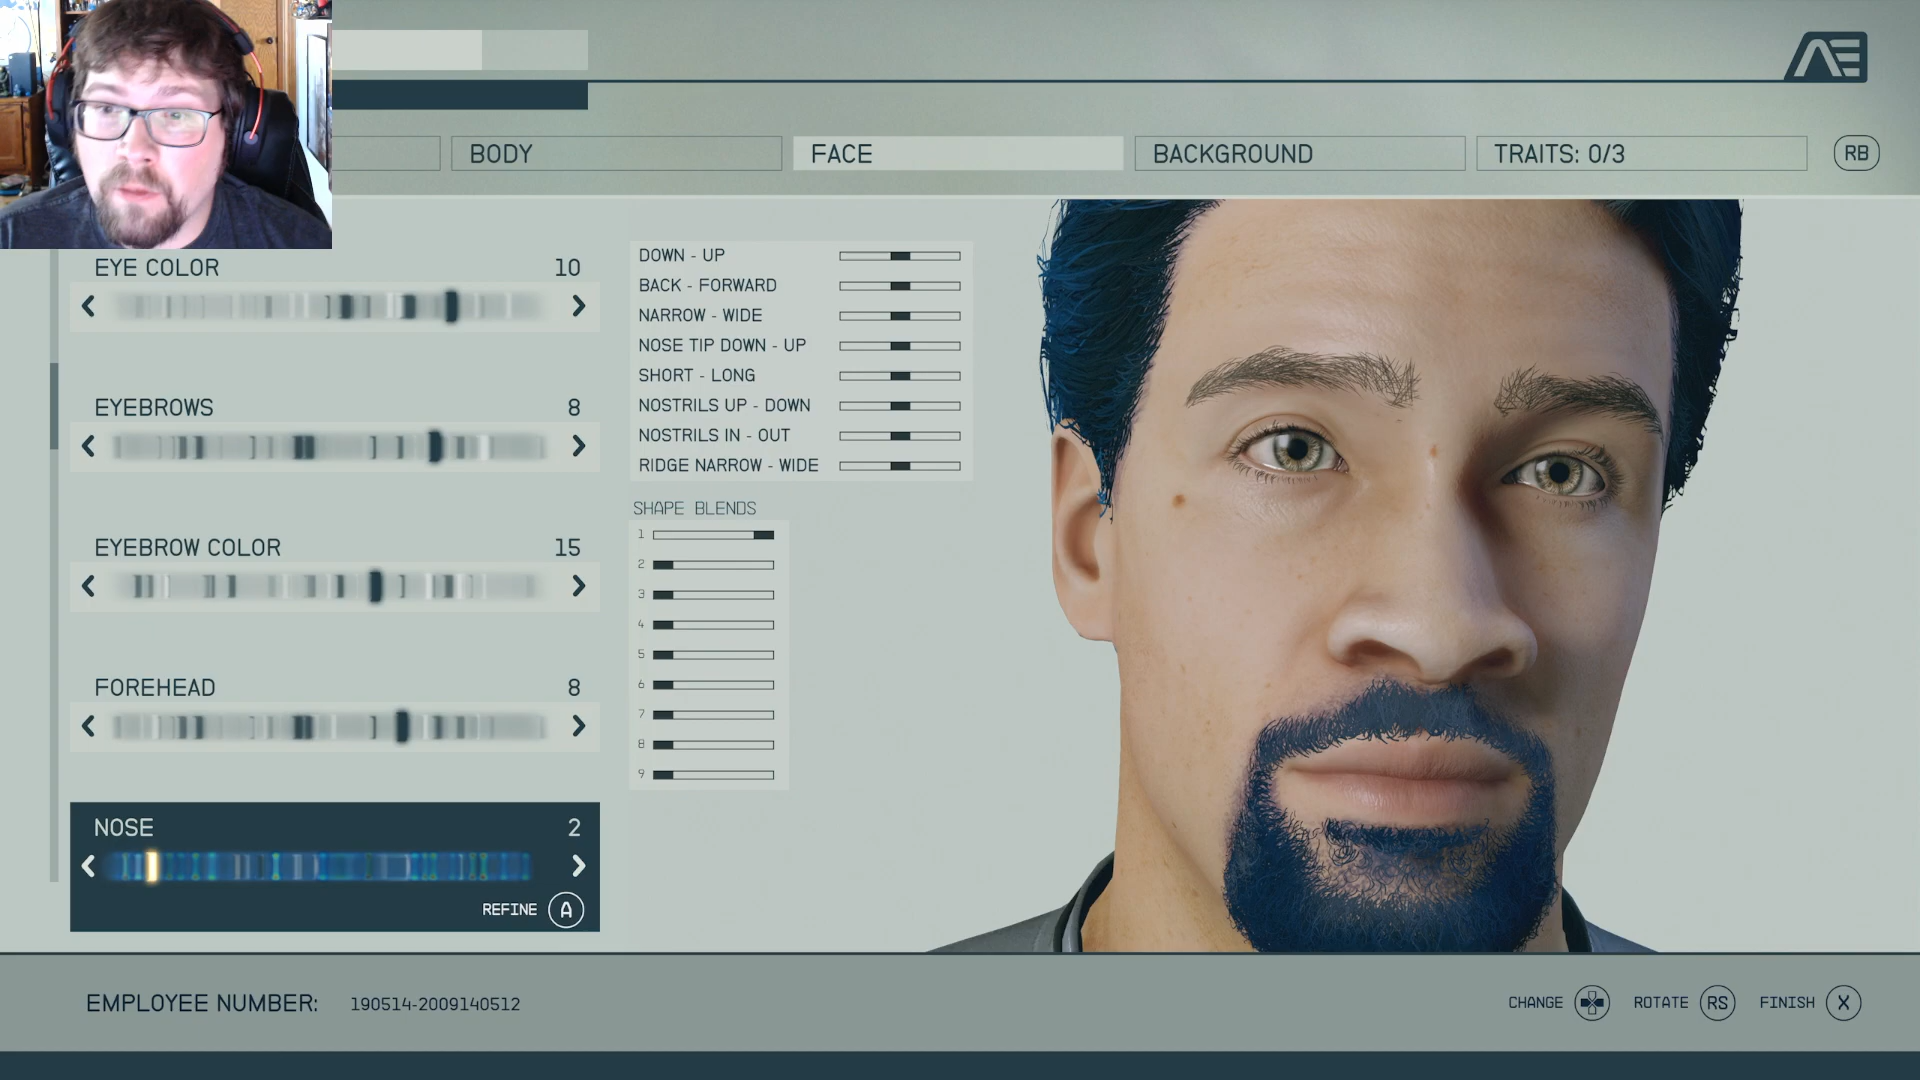 AE
BODY
FACE
BACKGROUND
TRAITS: 0/3
RB
EYE COLOR
10
EYEBROWS
8
EYEBROW COLOR
15
FOREHEAD
8
NOSE
2
REFINE A
DOWN - UP
BACK - FORWARD
NARROW - WIDE
NOSE TIP DOWN - UP
SHORT - LONG
NOSTRILS UP - DOWN
NOSTRILS IN - OUT
RIDGE NARROW - WIDE
SHAPE BLENDS
1
2
3
4
5
6
7
8
9
EMPLOYEE NUMBER: 190514-2009140512
CHANGE ROTATE RS FINISH X